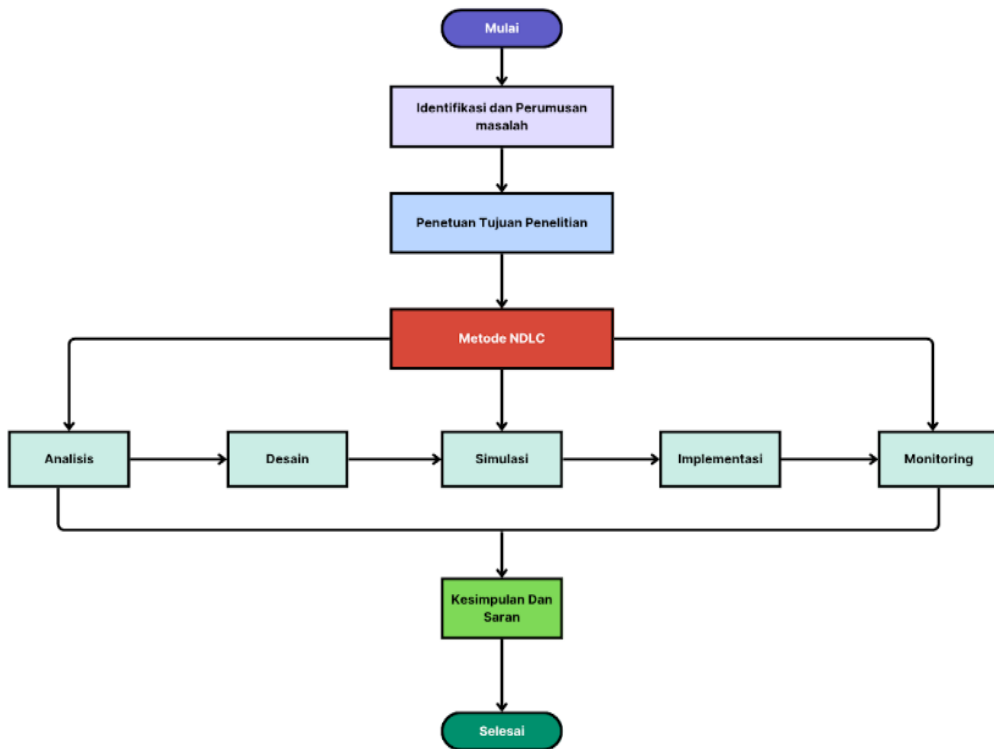 Mulai
Identifikasi dan Perumusan
masalah
Penetuan Tujuan Penelitian
Metode NDLC
Analisis
Desain
Simulasi
Implementasi
Monitoring
Kesimpulan Dan
Saran
Selesai